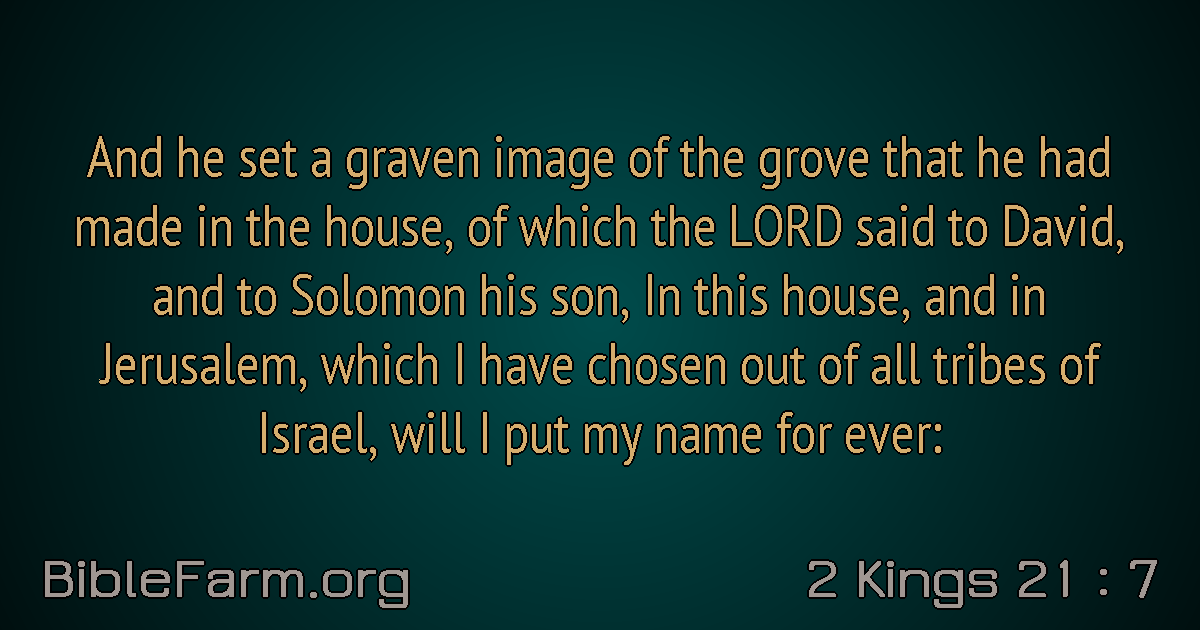 And he set a graven image of the grove that he had
made in the house, of which the LORD said to David,
and to Solomon his son, In this house, and in
Jerusalem, which I have chosen out of all tribes of
Israel, will I put my name for ever:
BibleFarm.org
2 Kings 21 : 7